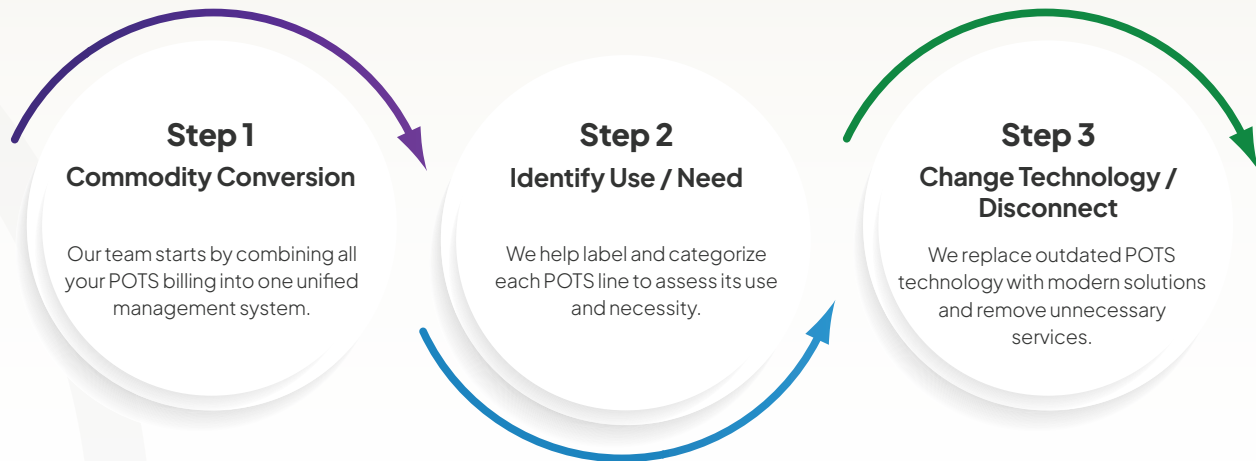 Step 1
Commodity Conversion
Our team starts by combining all
your POTS billing into one unified
management system.
Step 2
Identify Use / Need
We help label and categorize
each POTS line to assess its use
and necessity.
Step 3
Change Technology /
Disconnect
We replace outdated POTS
technology with modern solutions
and remove unnecessary
services.